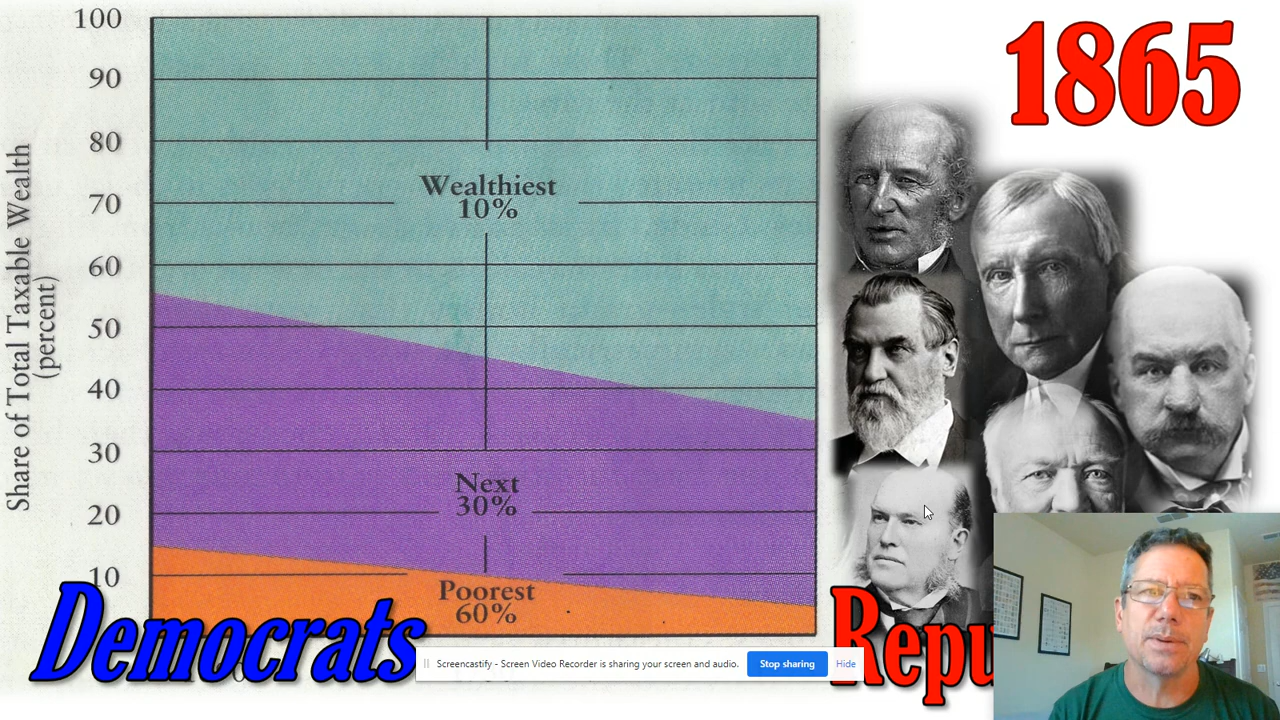 1865
Share of Total Taxable Wealth
(percent)
100
90
80
70
60
50
40
30
20
10
Wealthiest
10%
Next
30%
Poorest
60%
Democrats
Repu
Screencastify - Screen Video Recorder is sharing your screen and audio.
Stop sharing
Hide